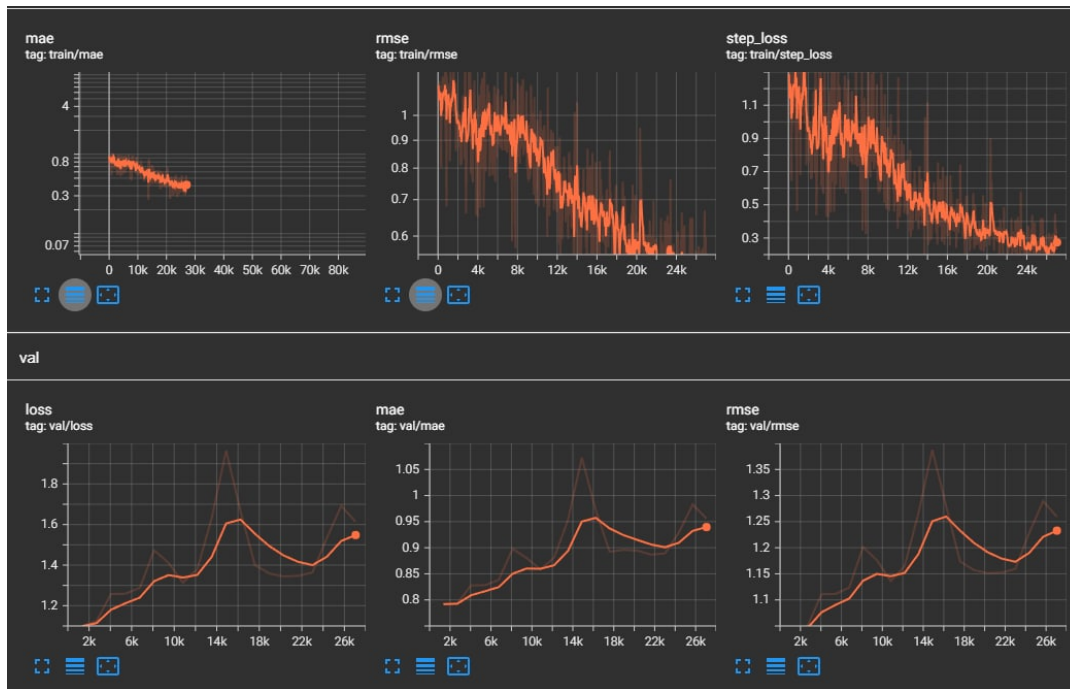 mae
tag: train/mae
4
0.8
0.3
0.07
0 10k 20k 30k 40k 50k 60k 70k 80k
rmse
tag: train/rmse
1
0.9
0.8
0.7
0.6
0 4k 8k 12k 16k 20k 24k
step_loss
tag: train/step_loss
1.1
0.9
0.7
0.5
0.3
0 4k 8k 12k 16k 20k 24k
val
loss
tag: val/loss
1.8
1.6
1.4
1.2
2k 6k 10k 14k 18k 22k 26k
mae
tag: val/mae
1.05
1
0.95
0.9
0.85
0.8
2k 6k 10k 14k 18k 22k 26k
rmse
tag: val/rmse
1.35
1.3
1.25
1.2
1.15
1.1
2k 6k 10k 14k 18k 22k 26k